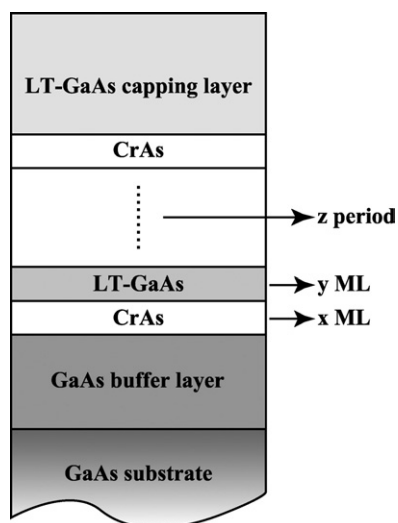 LT-GaAs capping layer
CrAs
z period
LT-GaAs
y ML
CrAs
x ML
GaAs buffer layer
GaAs substrate